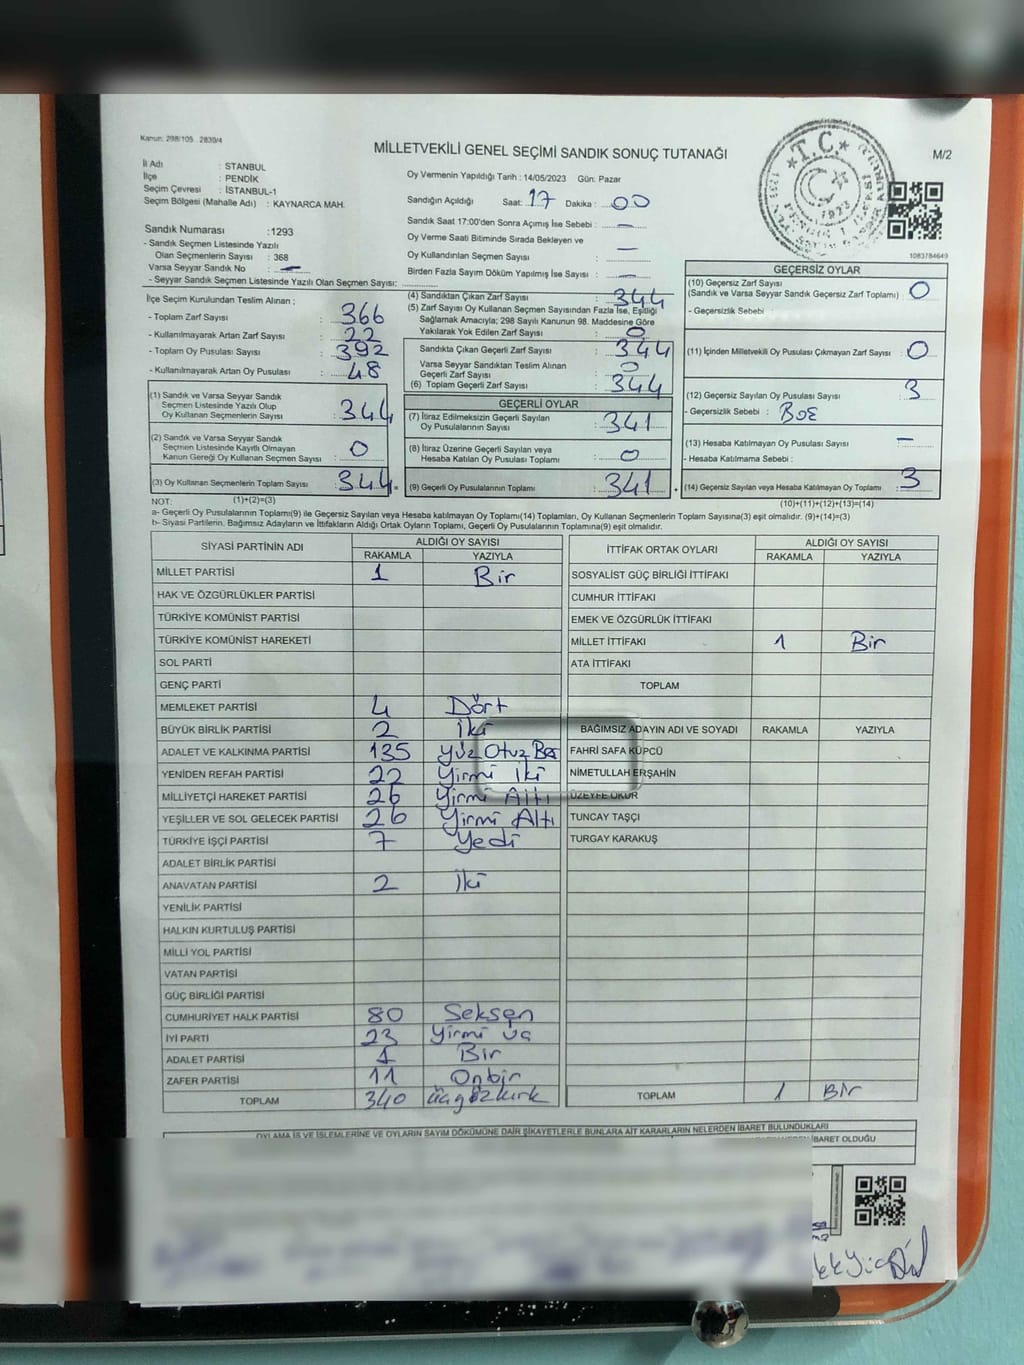 Kanun: 298/105 2839/4
MİLLETVEKİLİ GENEL SEÇİMİ SANDIK SONUÇ TUTANAĞI
M/2
T.C.
1923
1083784649
İl Adı : İSTANBUL
İlçe : PENDİK
Seçim Çevresi : İSTANBUL-1
Seçim Bölgesi (Mahalle Adı) : KAYNARCA MAH.
Sandık Numarası :1293
- Sandık Seçmen Listesinde Yazılı
Olan Seçmenlerin Sayısı : 368
Varsa Seyyar Sandık No : —
- Seyyar Sandık Seçmen Listesinde Yazılı Olan Seçmen Sayısı:
Oy Vermenin Yapıldığı Tarih : 14/05/2023 Gün: Pazar
Sandığın Açıldığı Saat: 17 Dakika : 00
Sandık Saat 17:00'den Sonra Açımış İse Sebebi : —
Oy Verme Saati Bitiminde Sırada Bekleyen ve —
Oy Kullandırılan Seçmen Sayısı :
Birden Fazla Sayım Döküm Yapılmış İse Sayısı : —
İlçe Seçim Kurulundan Teslim Alınan ;
- Toplam Zarf Sayısı : 366
- Kullanılmayarak Artan Zarf Sayısı : 22
- Toplam Oy Pusulası Sayısı : 392
- Kullanılmayarak Artan Oy Pusulası : 48
(1) Sandık ve Varsa Seyyar Sandık
Seçmen Listesinde Yazılı Olup
Oy Kullanan Seçmenlerin Sayısı : 344
(2) Sandık ve Varsa Seyyar Sandık
Seçmen Listesinde Kayıtlı Olmayan
Kanun Gereği Oy Kullanan Seçmen Sayısı : 0
(3) Oy Kullanan Seçmenlerin Toplam Sayısı : 344
(1)+(2)=(3)
(4) Sandıktan Çıkan Zarf Sayısı : 344
(5) Zarf Sayısı Oy Kullanan Seçmen Sayısından Fazla İse, Eşitliği
Sağlamak Amacıyla; 298 Sayılı Kanunun 98. Maddesine Göre
Yakılarak Yok Edilen Zarf Sayısı : 0
Sandıkta Çıkan Geçerli Zarf Sayısı : 344
Varsa Seyyar Sandıktan Teslim Alınan
Geçerli Zarf Sayısı : 0
(6) Toplam Geçerli Zarf Sayısı : 344
GEÇERLİ OYLAR
(7) İtiraz Edilmeksizin Geçerli Sayılan
Oy Pusulalarının Sayısı : 341
(8) İtiraz Üzerine Geçerli Sayılan veya
Hesaba Katılan Oy Pusulası Toplamı : 0
(9) Geçerli Oy Pusulalarının Toplamı : 341
GEÇERSİZ OYLAR
(10) Geçersiz Zarf Sayısı
(Sandık ve Varsa Seyyar Sandık Geçersiz Zarf Toplamı) : 0
- Geçersizlik Sebebi :
(11) İçinden Milletvekili Oy Pusulası Çıkmayan Zarf Sayısı : 0
(12) Geçersiz Sayılan Oy Pusulası Sayısı : 3
- Geçersizlik Sebebi : BOE
(13) Hesaba Katılmayan Oy Pusulası Sayısı —
- Hesaba Katılmama Sebebi :
(14) Geçersiz Sayılan veya Hesaba Katılmayan Oy Toplamı : 3
(10)+(11)+(12)+(13)=(14)
NOT:
a- Geçerli Oy Pusulalarının Toplamı(9) ile Geçersiz Sayılan veya Hesaba Katılmayan Oy Toplamı(14) Toplamları, Oy Kullanan Seçmenlerin Toplam Sayısına(3) eşit olmalıdır. (9)+(14)=(3)
b- Siyasi Partilerin, Bağımsız Adayların ve İttifakların Aldığı Ortak Oyların Toplamı, Geçerli Oy Pusulalarının Toplamına(9) eşit olmalıdır.
SİYASİ PARTİNİN ADI ALDIĞI OY SAYISI
RAKAMLA YAZIYLA
MİLLET PARTİSİ 1 Bir
HAK VE ÖZGÜRLÜKLER PARTİSİ
TÜRKİYE KOMÜNİST PARTİSİ
TÜRKİYE KOMÜNİST HAREKETİ
SOL PARTİ
GENÇ PARTİ
MEMLEKET PARTİSİ 4 Dört
BÜYÜK BİRLİK PARTİSİ 2 İki
ADALET VE KALKINMA PARTİSİ 135 Yüz Otuz Beş
YENİDEN REFAH PARTİSİ 22 Yirmi İki
MİLLİYETÇİ HAREKET PARTİSİ 26 Yirmi Altı
YEŞİLLER VE SOL GELECEK PARTİSİ 26 Yirmi Altı
TÜRKİYE İŞÇİ PARTİSİ 7 Yedi
ADALET BİRLİK PARTİSİ
ANAVATAN PARTİSİ 2 İki
YENİLİK PARTİSİ
HALKIN KURTULUŞ PARTİSİ
MİLLİ YOL PARTİSİ
VATAN PARTİSİ
GÜÇ BİRLİĞİ PARTİSİ
CUMHURİYET HALK PARTİSİ 80 Seksen
İYİ PARTİ 23 Yirmi üç
ADALET PARTİSİ 1 Bir
ZAFER PARTİSİ 11 Onbir
TOPLAM 340 üçyüzkırk
İTTİFAK ORTAK OYLARI ALDIĞI OY SAYISI
RAKAMLA YAZIYLA
SOSYALİST GÜÇ BİRLİĞİ İTTİFAKI
CUMHUR İTTİFAKI
EMEK VE ÖZGÜRLÜK İTTİFAKI
MİLLET İTTİFAKI 1 Bir
ATA İTTİFAKI
TOPLAM
BAĞIMSIZ ADAYIN ADI VE SOYADI RAKAMLA YAZIYLA
FAHRİ SAFA KÜPCÜ
NİMETULLAH ERŞAHİN
ÜZEYFE OKUR
TUNCAY TAŞÇI
TURGAY KARAKUŞ
TOPLAM 1 Bir
OYLAMA İŞ VE İŞLEMLERİNE VE OYLARIN SAYIM DÖKÜMÜNE DAİR ŞİKAYETLERLE BUNLARA AİT KARARLARIN NELERDEN İBARET BULUNDUKLARI
İBARET OLDUĞU